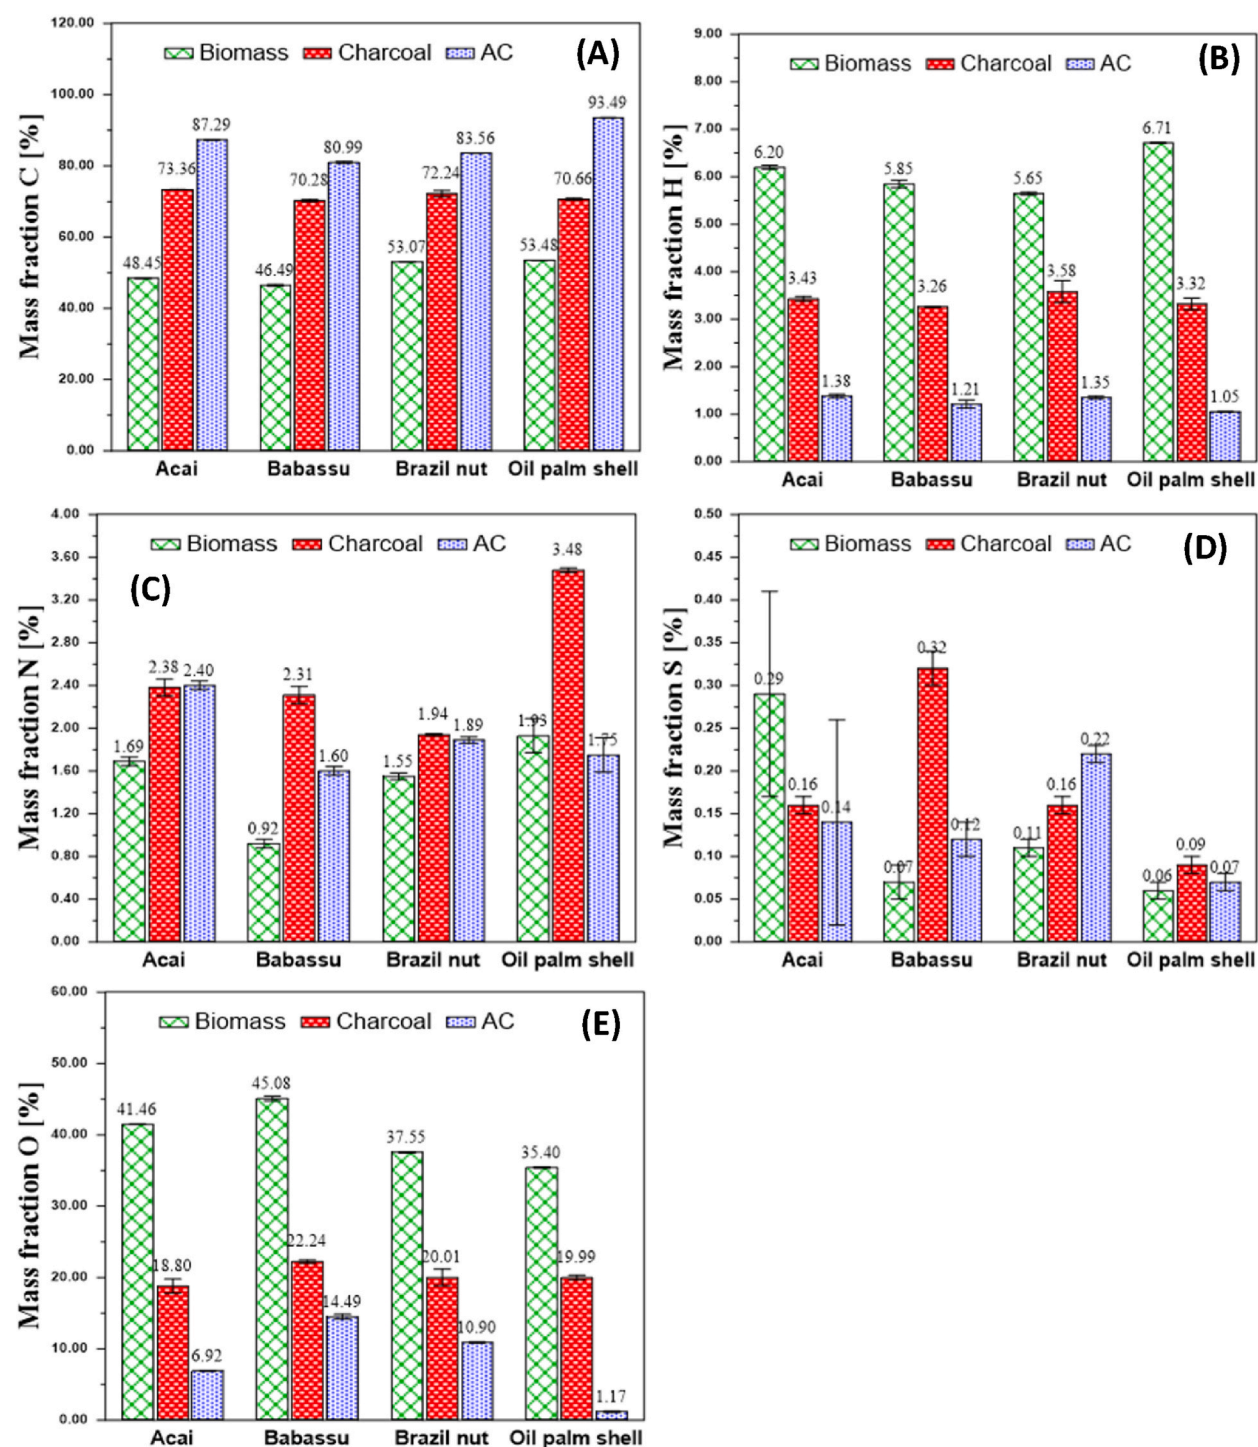 120.00
100.00
80.00
60.00
40.00
20.00
0.00
Mass fraction C [%]
Biomass Charcoal AC (A)
48.45 73.36 87.29
46.49 70.28 80.99
53.07 72.24 83.56
53.48 70.66 93.49
Acai Babassu Brazil nut Oil palm shell
9.00
8.00
7.00
6.00
5.00
4.00
3.00
2.00
1.00
0.00
Mass fraction H [%]
Biomass Charcoal AC (B)
6.20 3.43 1.38
5.85 3.26 1.21
5.65 3.58 1.35
6.71 3.32 1.05
Acai Babassu Brazil nut Oil palm shell
4.00
3.60
3.20
2.80
2.40
2.00
1.60
1.20
0.80
0.40
0.00
Mass fraction N [%]
Biomass Charcoal AC
(C)
1.69 2.38 2.40
0.92 2.31 1.60
1.55 1.94 1.89
1.93 3.48 1.75
Acai Babassu Brazil nut Oil palm shell
0.50
0.45
0.40
0.35
0.30
0.25
0.20
0.15
0.10
0.05
0.00
Mass fraction S [%]
Biomass Charcoal AC (D)
0.29 0.16 0.14
0.07 0.32 0.12
0.11 0.16 0.22
0.06 0.09 0.07
Acai Babassu Brazil nut Oil palm shell
60.00
50.00
40.00
30.00
20.00
10.00
0.00
Mass fraction O [%]
Biomass Charcoal AC (E)
41.46 18.80 6.92
45.08 22.24 14.49
37.55 20.01 10.90
35.40 19.99 1.17
Acai Babassu Brazil nut Oil palm shell